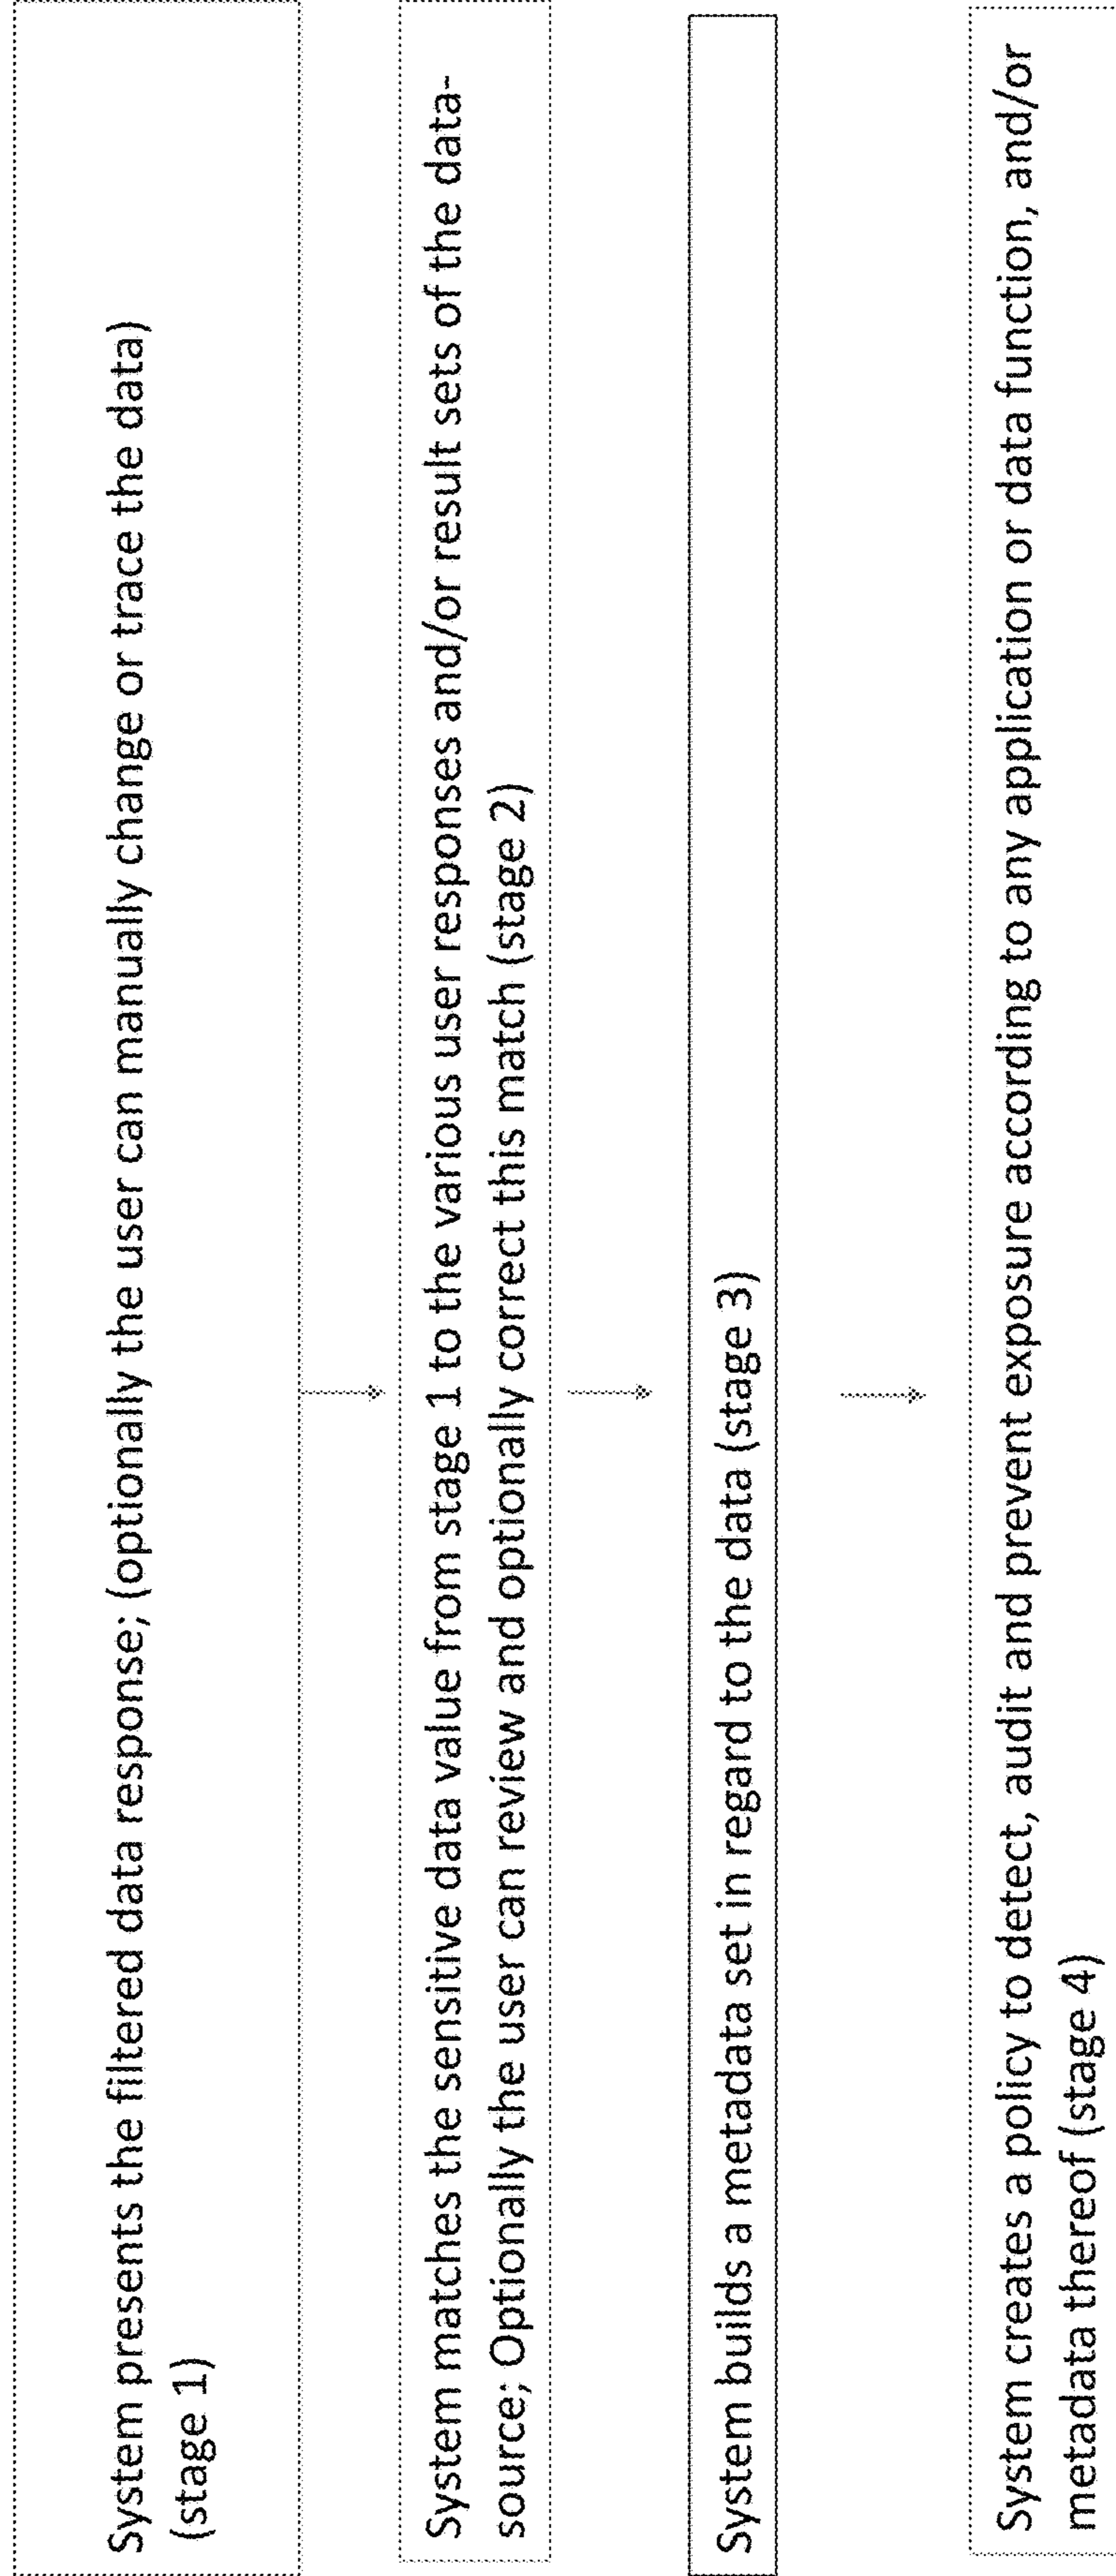 System presents the filtered data response; (optionally the user can manually change or trace the data)
(stage 1)
System matches the sensitive data value from stage 1 to the various user responses and/or result sets of the data-
source; Optionally the user can review and optionally correct this match (stage 2)
System builds a metadata set in regard to the data (stage 3)
System creates a policy to detect, audit and prevent exposure according to any application or data function, and/or
metadata thereof (stage 4)